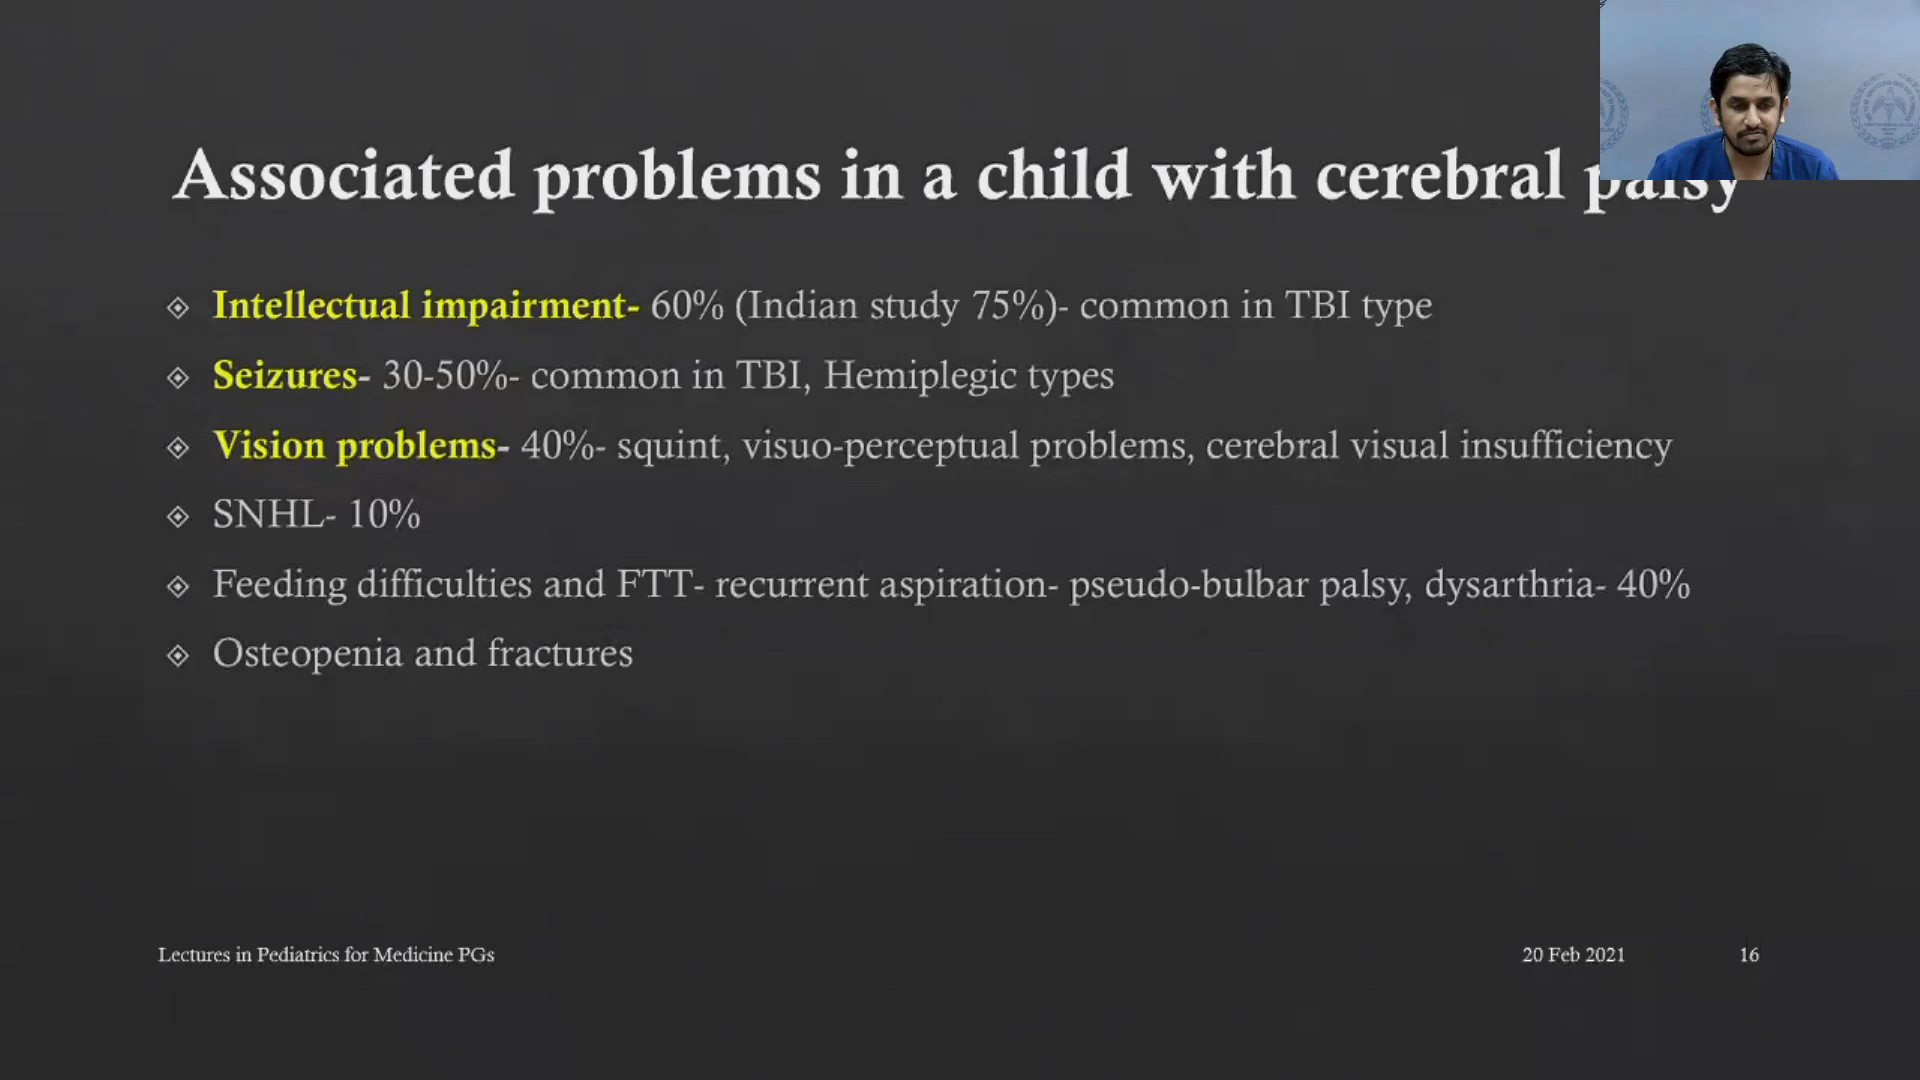 Associated problems in a child with cerebral palsy
Intellectual impairment- 60% (Indian study 75%)- common in TBI type
Seizures- 30-50%- common in TBI, Hemiplegic types
Vision problems- 40%- squint, visuo-perceptual problems, cerebral visual insufficiency
SNHL- 10%
Feeding difficulties and FTT- recurrent aspiration- pseudo-bulbar palsy, dysarthria- 40%
Osteopenia and fractures
Lectures in Pediatrics for Medicine PGs
20 Feb 2021
16